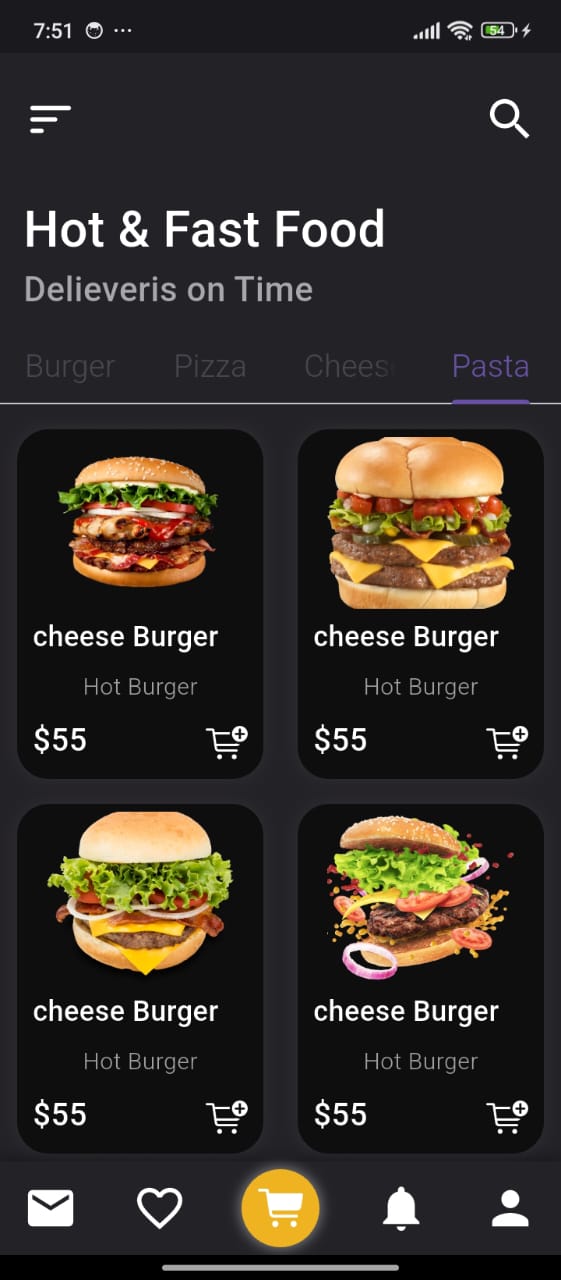 7:51 ... 54
Hot & Fast Food
Delieveris on Time
Burger Pizza Chees Pasta
cheese Burger cheese Burger
Hot Burger Hot Burger
$55 $55
cheese Burger cheese Burger
Hot Burger Hot Burger
$55 $55